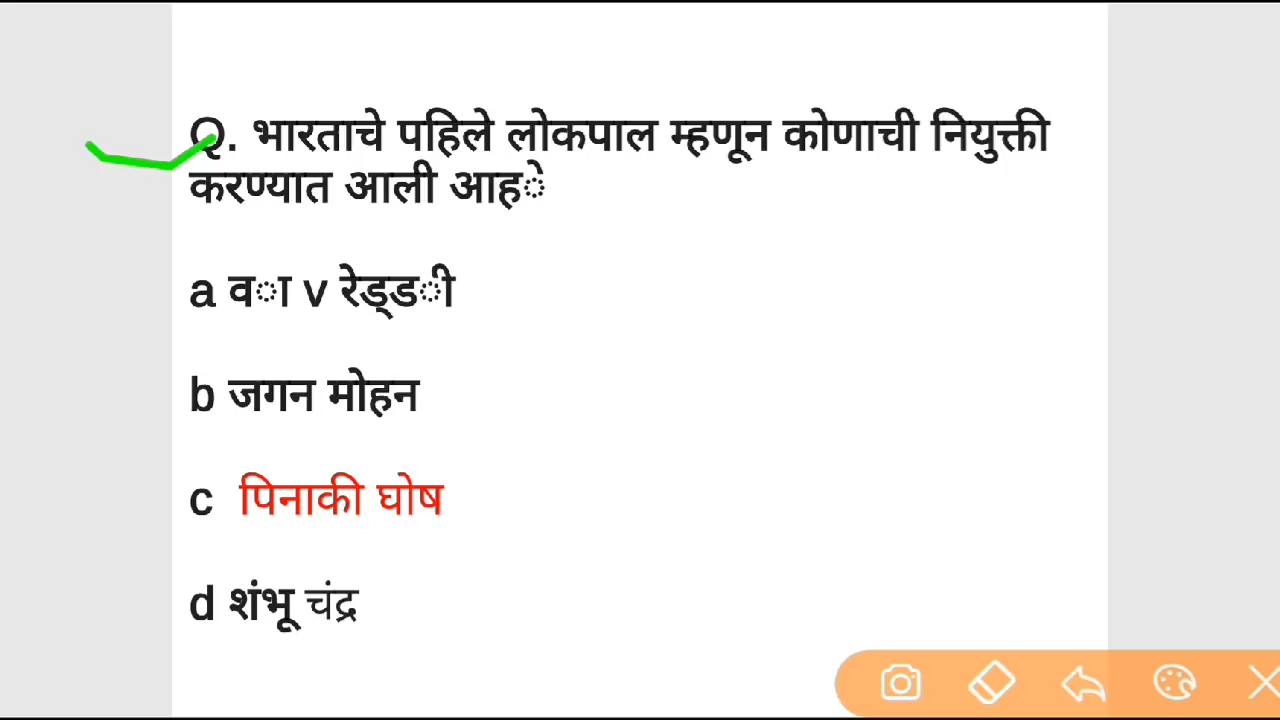 Q. भारताचे पहिले लोकपाल म्हणून कोणाची नियुक्ती
करण्यात आली आहे
a वा v रेड्डी
b जगन मोहन
c पिनाकी घोष
d शंभू चंद्र